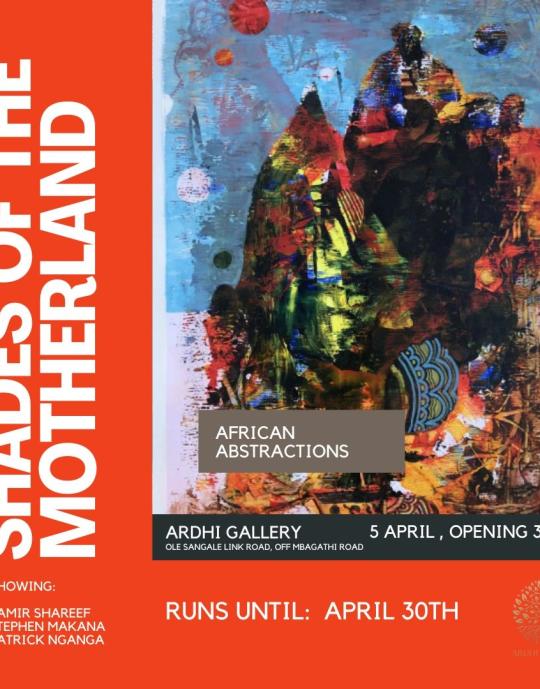 SHADES OF THE
MOTHERLAND
AFRICAN
ABSTRACTIONS
ARDHI GALLERY
OLE SANGALE LINK ROAD, OFF MBAGATHI ROAD
5 APRIL , OPENING 3
HOWING:
AMIR SHAREEF
TEPHEN MAKANA
ATRICK NGANGA
RUNS UNTIL: APRIL 30TH